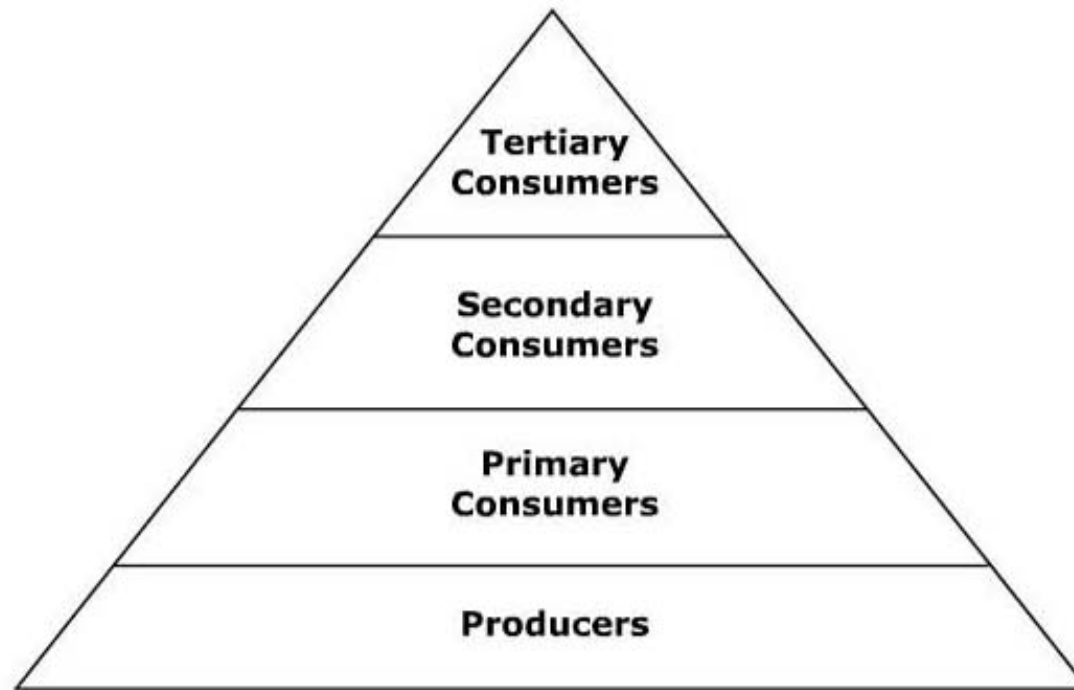 Tertiary
Consumers
Secondary
Consumers
Primary
Consumers
Producers